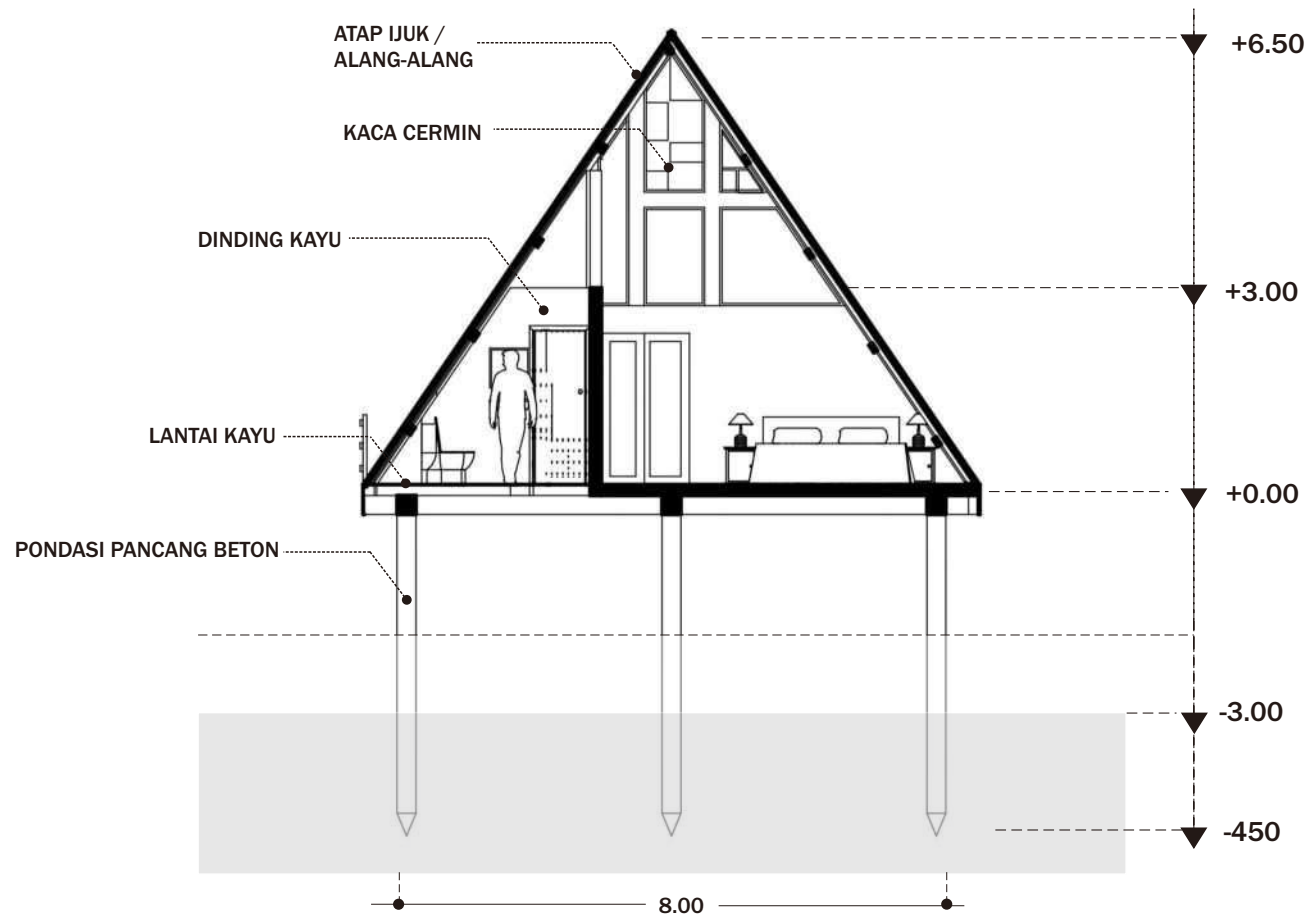 ATAP IJUK /
ALANG-ALANG
+6.50
KACA CERMIN
DINDING KAYU
+3.00
LANTAI KAYU
+0.00
PONDASI PANCANG BETON
-3.00
-450
8.00